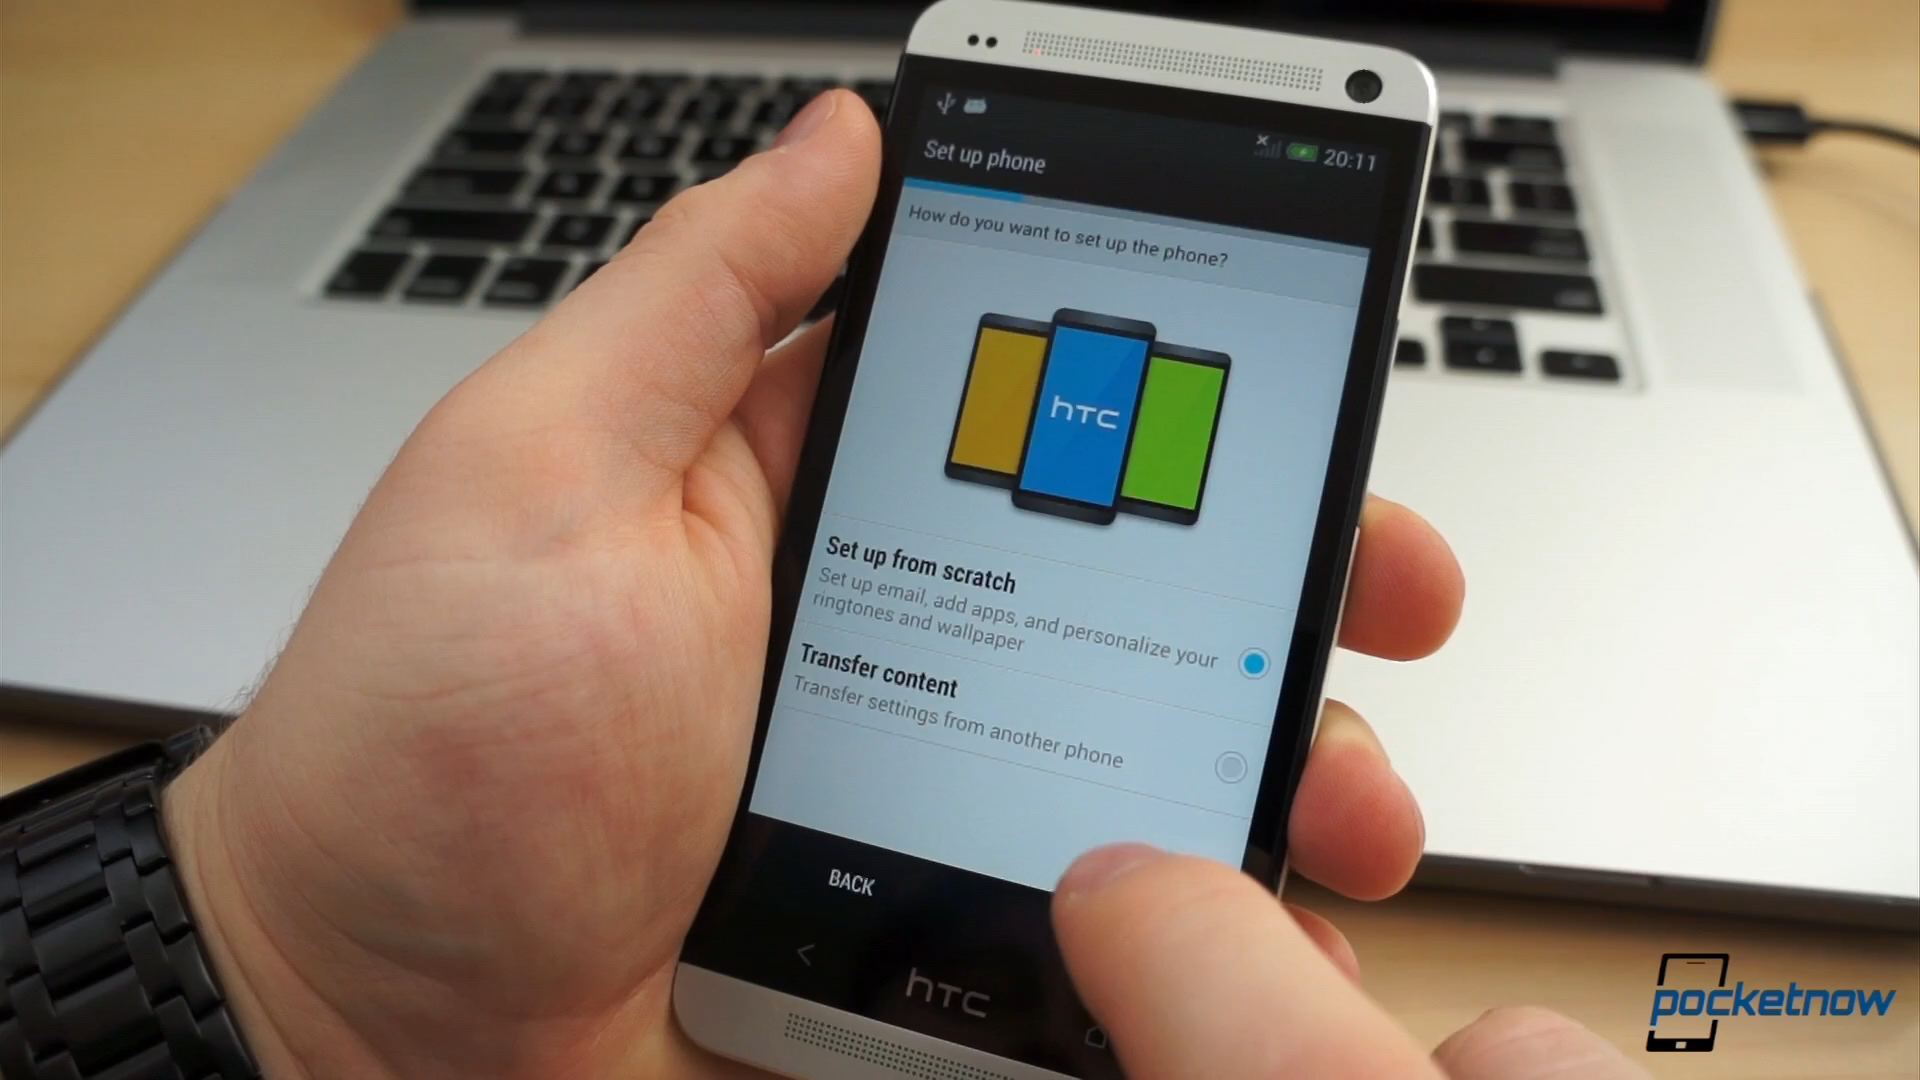 20:11
Set up phone
How do you want to set up the phone?
hTC
Set up from scratch
Set up email, add apps, and personalize your
ringtones and wallpaper
Transfer content
Transfer settings from another phone
BACK
hTC
pocketnow